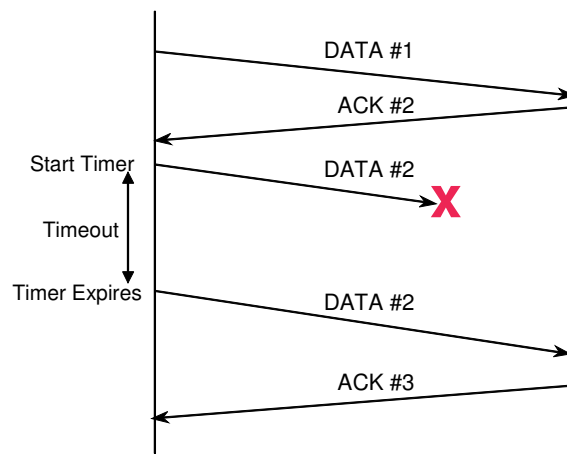 DATA #1
ACK #2
Start Timer
DATA #2
X
Timeout
Timer Expires
DATA #2
ACK #3